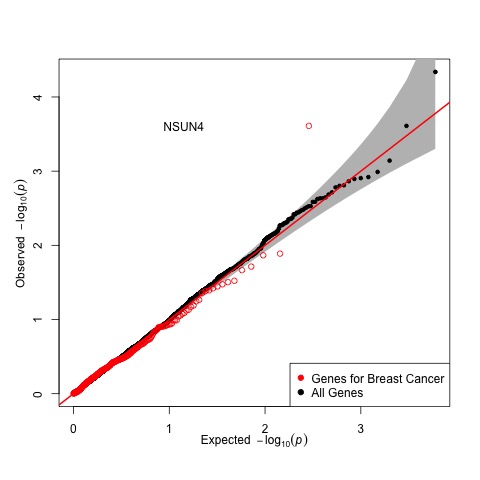 4
3
2
1
0
Observed −log₁₀(p)
NSUN4
Genes for Breast Cancer
All Genes
0 1 2 3
Expected −log₁₀(p)